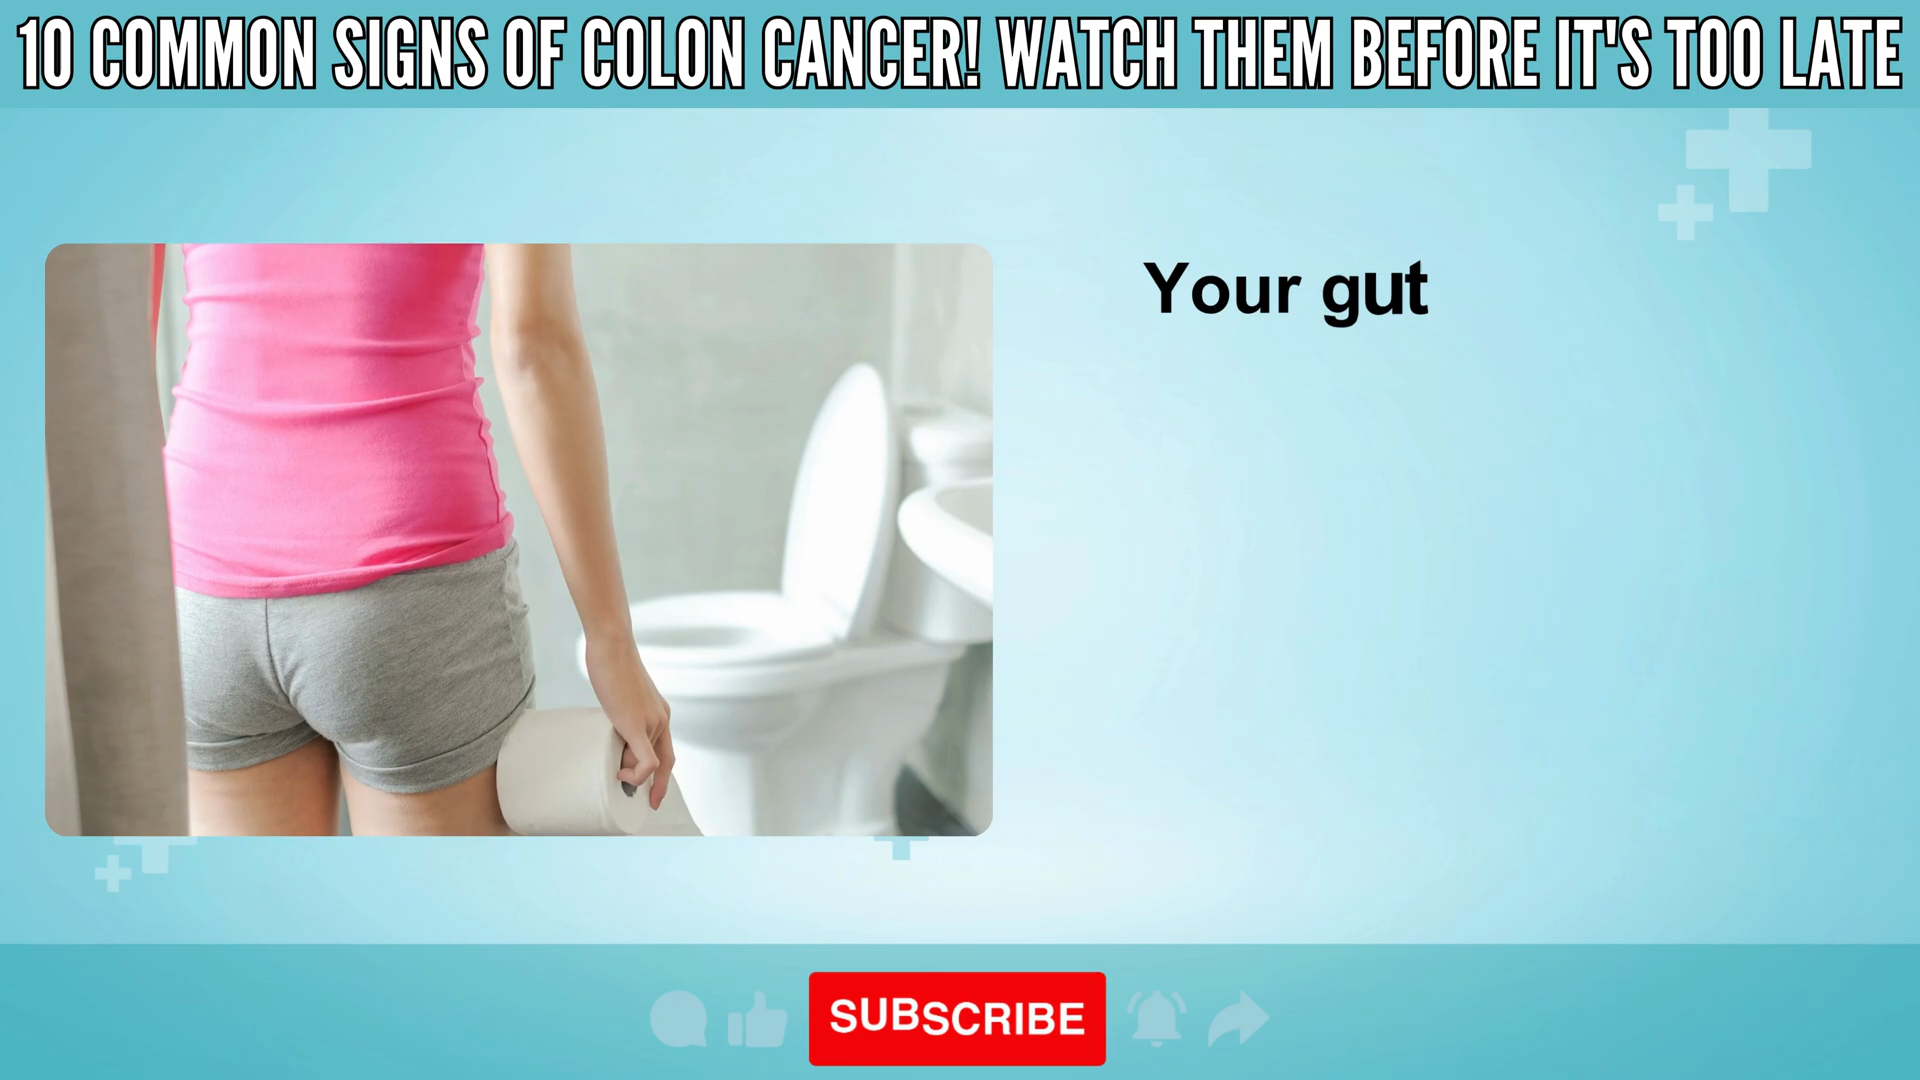 10 COMMON SIGNS OF COLON CANCER! WATCH THEM BEFORE IT'S TOO LATE
Your gut
SUBSCRIBE